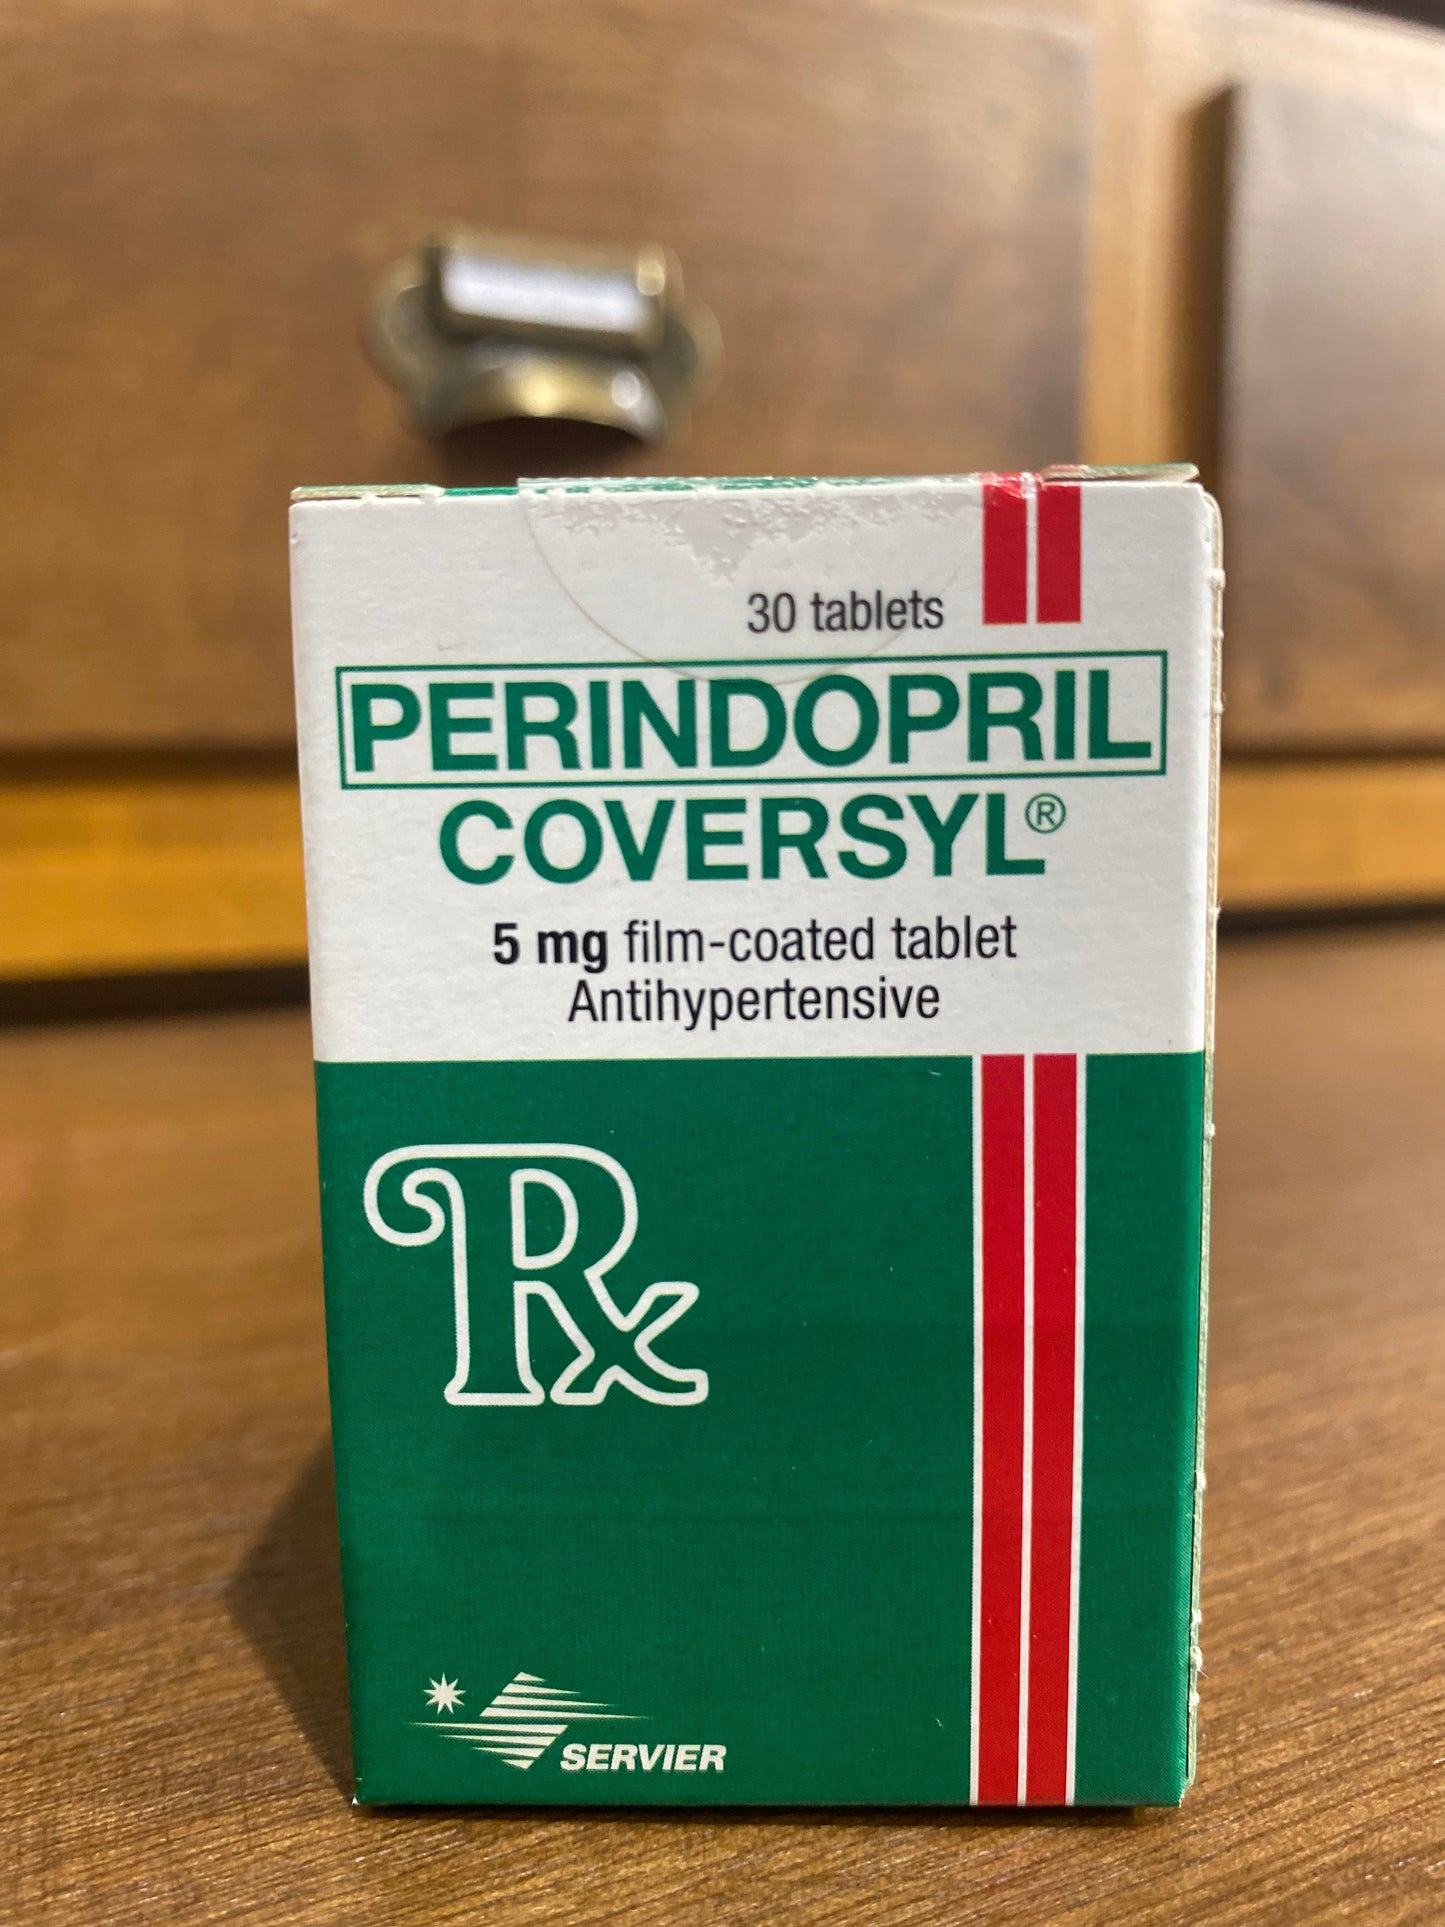 30 tablets
PERINDOPRIL
COVERSYL®
5 mg film-coated tablet
Antihypertensive
Rx
SERVIER